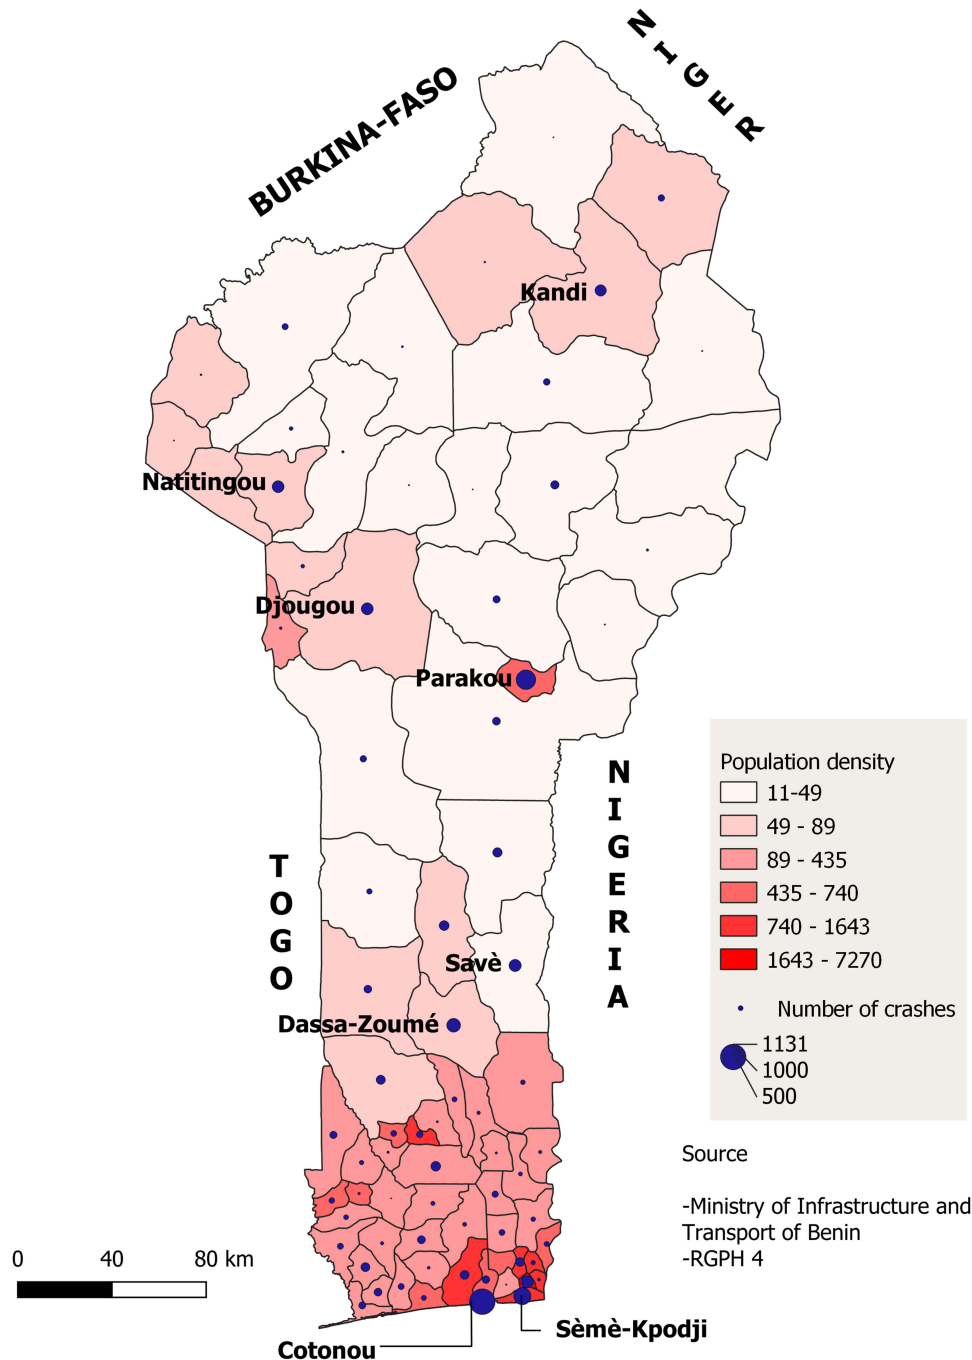 NIGER
BURKINA-FASO
Kandi
Natitingou
Djougou
Parakou
NIGERIA
TOGO
Savè
Dassa-Zoumé
Population density
11-49
49 - 89
89 - 435
435 - 740
740 - 1643
1643 - 7270
Number of crashes
1131
1000
500
Source
-Ministry of Infrastructure and
Transport of Benin
-RGPH 4
0 40 80 km
Sèmè-Kpodji
Cotonou